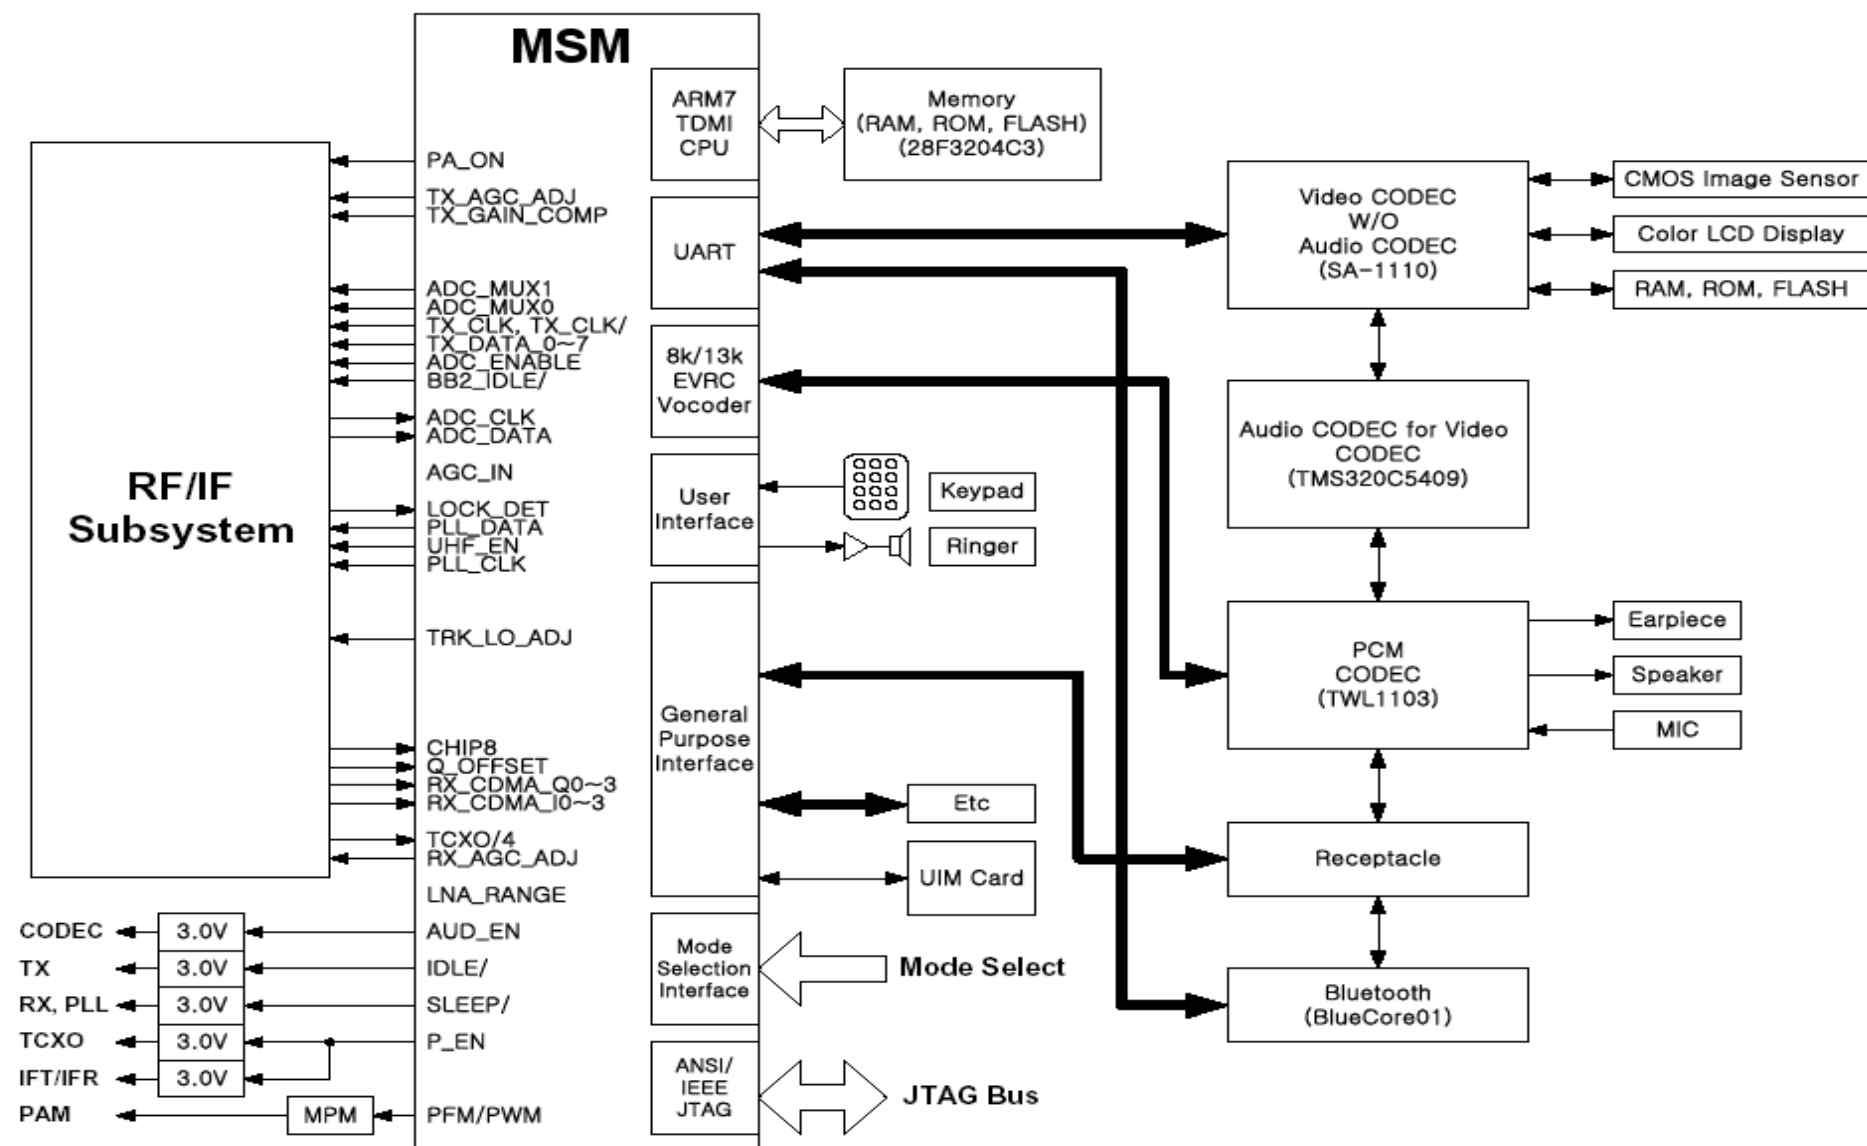 MSM
ARM7
TDMI
CPU
Memory
(RAM, ROM, FLASH)
(28F3204C3)
RF/IF
Subsystem
PA_ON
TX_AGC_ADJ
TX_GAIN_COMP
ADC_MUX1
ADC_MUX0
TX_CLK, TX_CLK/
TX_DATA_0~7
ADC_ENABLE
BB2_IDLE/
ADC_CLK
ADC_DATA
AGC_IN
LOCK_DET
PLL_DATA
UHF_EN
PLL_CLK
TRK_LO_ADJ
CHIP8
Q_OFFSET
RX_CDMA_Q0~3
RX_CDMA_I0~3
TCXO/4
RX_AGC_ADJ
LNA_RANGE
AUD_EN
IDLE/
SLEEP/
P_EN
PFM/PWM
CODEC
3.0V
TX
3.0V
RX, PLL
3.0V
TCXO
3.0V
IFT/IFR
3.0V
PAM
MPM
UART
8k/13k
EVRC
Vocoder
User
Interface
Keypad
Ringer
General
Purpose
Interface
Etc
UIM Card
Mode
Selection
Interface
Mode Select
ANSI/
IEEE
JTAG
JTAG Bus
Video CODEC
W/O
Audio CODEC
(SA-1110)
CMOS Image Sensor
Color LCD Display
RAM, ROM, FLASH
Audio CODEC for Video
CODEC
(TMS320C5409)
PCM
CODEC
(TWL1103)
Earpiece
Speaker
MIC
Receptacle
Bluetooth
(BlueCore01)